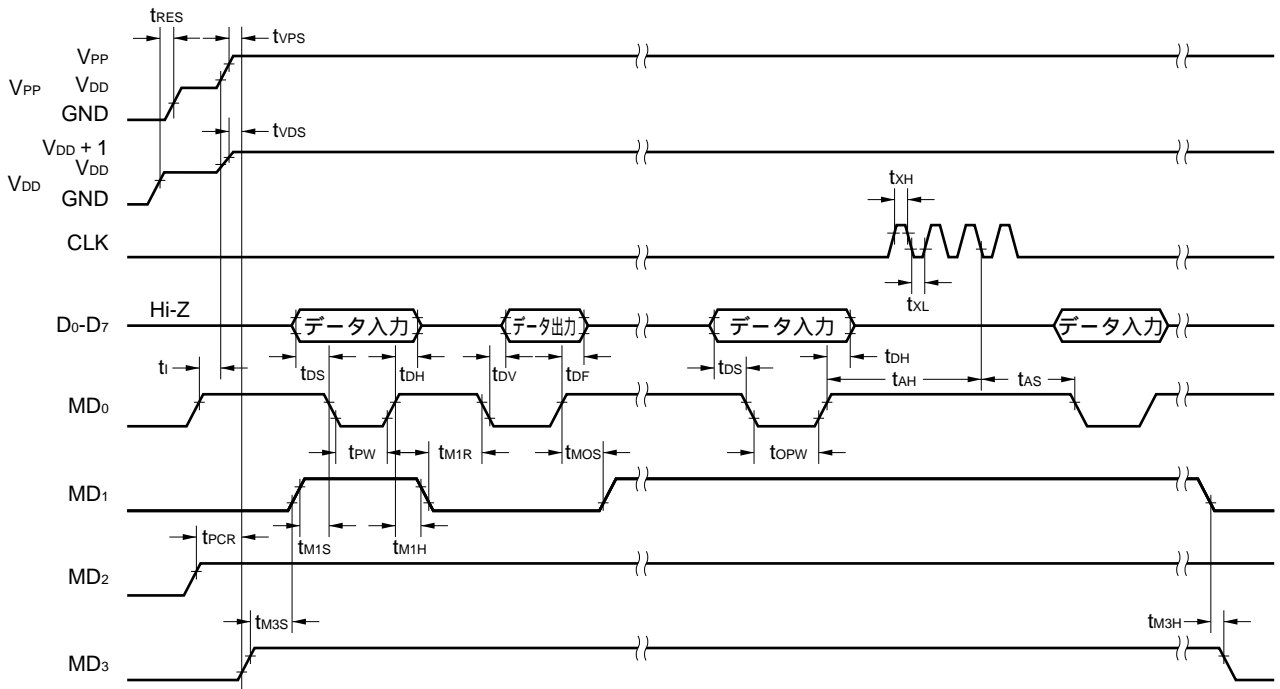 tRES
tVPS
VPP
VPP
VDD
GND
tVDS
VDD + 1
VDD
VDD
GND
tXH
CLK
tXL
Hi-Z
D0-D7
データ入力
データ出力
データ入力
データ入力
tI
tDS
tDH
tDV
tDF
tDS
tDH
tAH
tAS
MD0
tPW
tM1R
tMOS
tOPW
MD1
tM1S
tM1H
tPCR
MD2
tM3S
tM3H
MD3